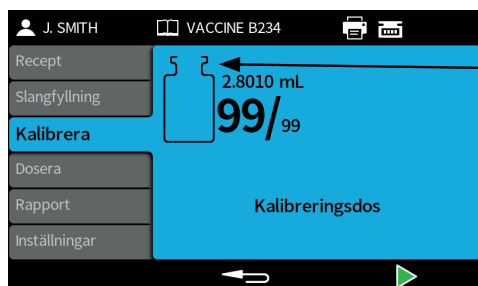 J. SMITH
VACCINE B234
Recept
Slangfyllning
Kalibrera
Dosera
Rapport
Inställningar
2.8010 mL
99/99
Kalibreringsdos